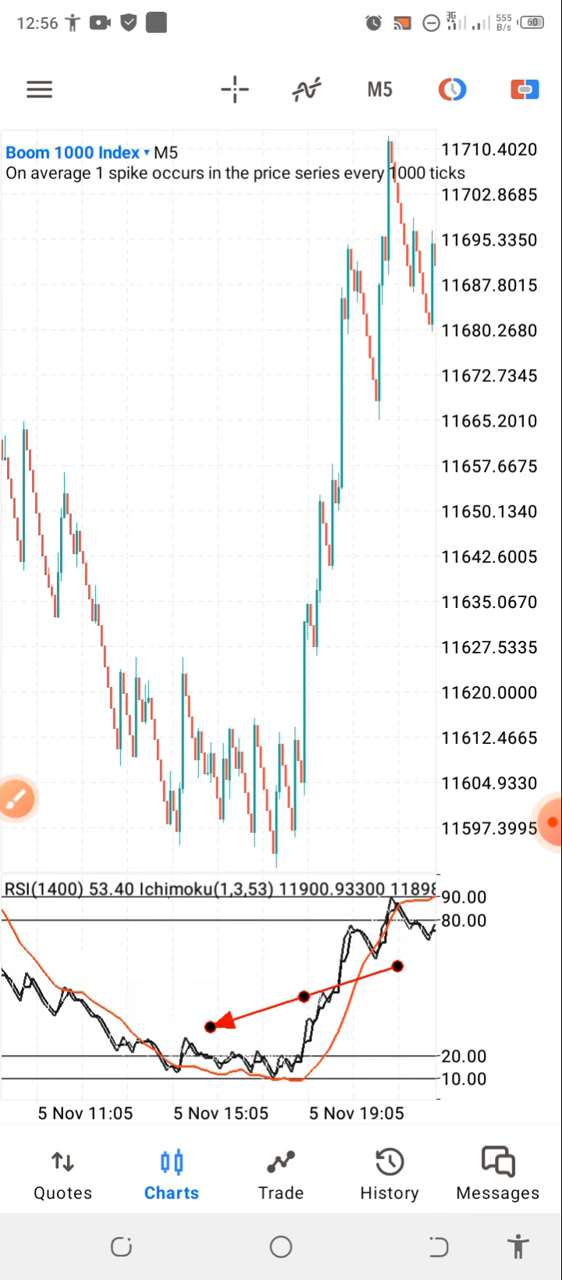 12:56
3G
555 B/s
60
M5
Boom 1000 Index M5
On average 1 spike occurs in the price series every 1000 ticks
11710.4020
11702.8685
11695.3350
11687.8015
11680.2680
11672.7345
11665.2010
11657.6675
11650.1340
11642.6005
11635.0670
11627.5335
11620.0000
11612.4665
11604.9330
11597.3995
RSI(1400) 53.40 Ichimoku(1,3,53) 11900.93300 11898
90.00
80.00
20.00
10.00
5 Nov 11:05 5 Nov 15:05 5 Nov 19:05
Quotes Charts Trade History Messages